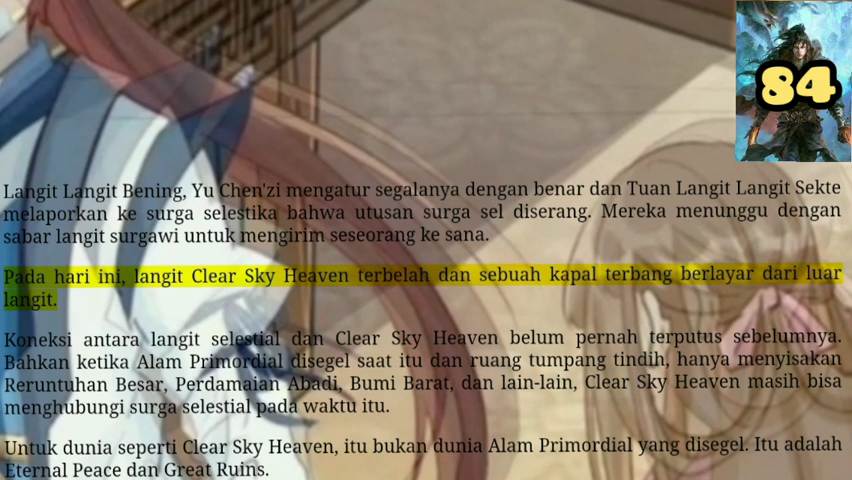 84
Langit Langit Bening, Yu Chen'zi mengatur segalanya dengan benar dan Tuan Langit Langit Sekte
melaporkan ke surga selestika bahwa utusan surga sel diserang. Mereka menunggu dengan
sabar langit surgawi untuk mengirim seseorang ke sana.
Pada hari ini, langit Clear Sky Heaven terbelah dan sebuah kapal terbang berlayar dari luar
langit.
Koneksi antara langit selestial dan Clear Sky Heaven belum pernah terputus sebelumnya.
Bahkan ketika Alam Primordial disegel saat itu dan ruang tumpang tindih, hanya menyisakan
Reruntuhan Besar, Perdamaian Abadi, Bumi Barat, dan lain-lain, Clear Sky Heaven masih bisa
menghubungi surga selestial pada waktu itu.
Untuk dunia seperti Clear Sky Heaven, itu bukan dunia Alam Primordial yang disegel. Itu adalah
Eternal Peace dan Great Ruins.